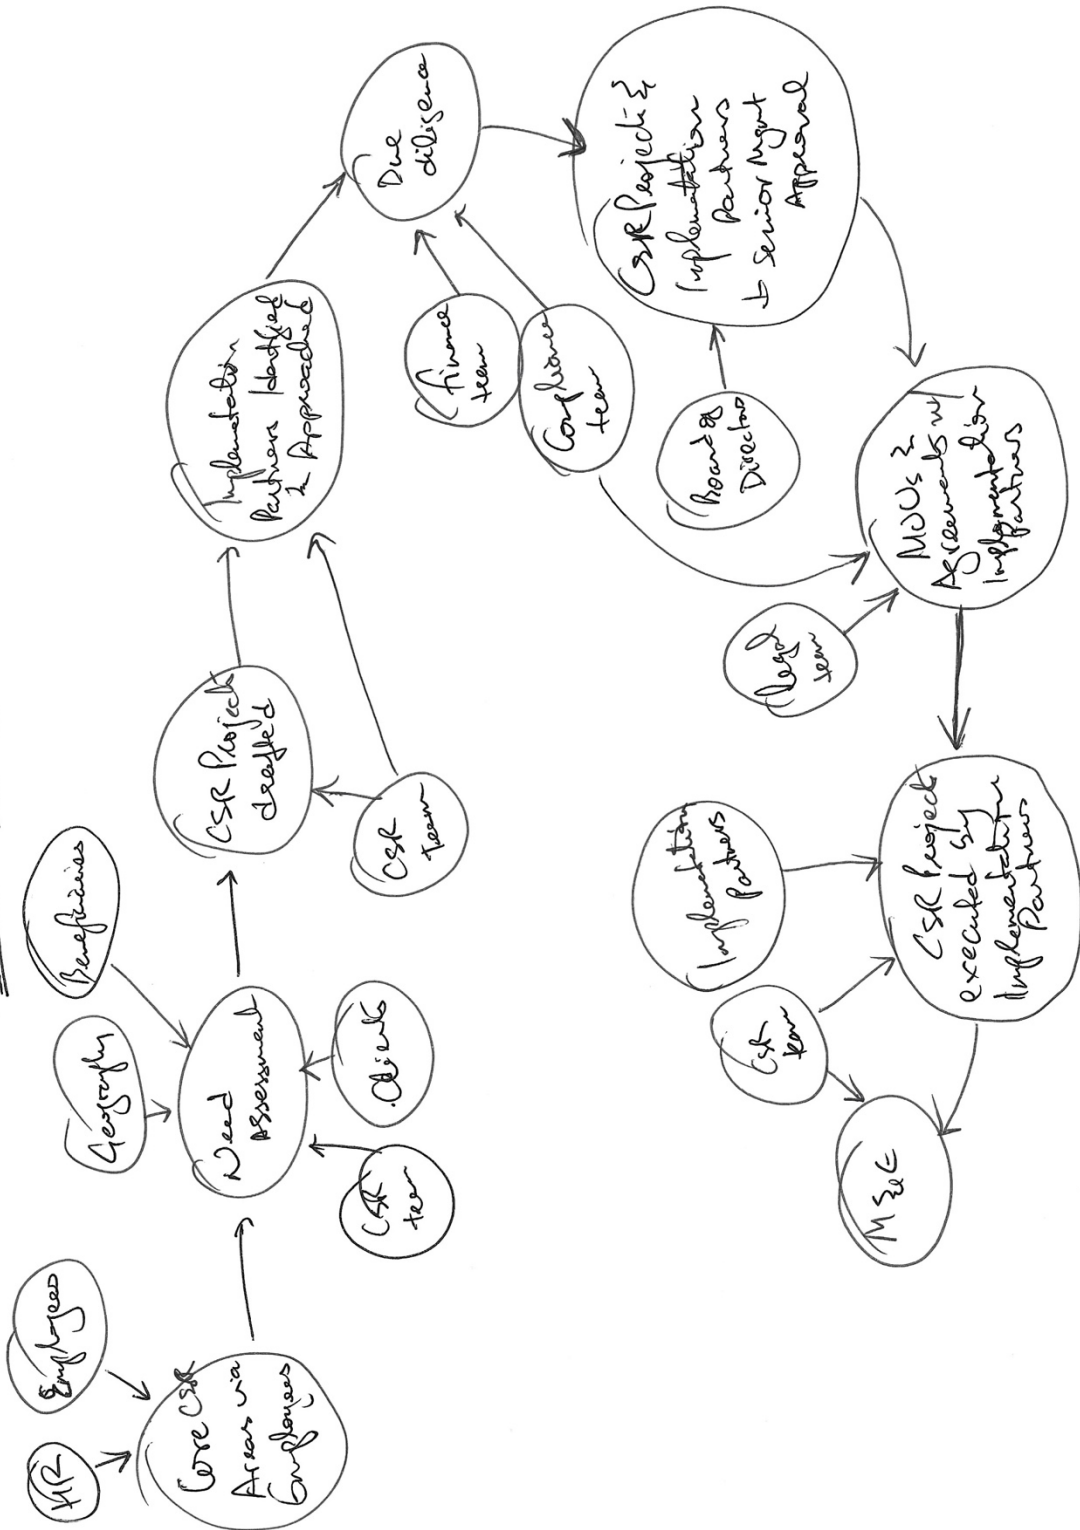 HR
Employees
Core CSR
Areas via
Employees
Geography
Beneficiaries
Need
Assessment
CSR
team
Clients
CSR Project
drafted
CSR
team
Implementation
Partners Identified
& Approached
Due
diligence
Finance
team
Compliance
team
CSR Project &
Implementation
Partners
Senior Mgmt
Approval
Board of
Directors
MOUs &
Agreements w/
Implementation
Partners
Legal
team
CSR Project
executed by
Implementation
Partners
Implementation
Partners
CSR
team
M & E